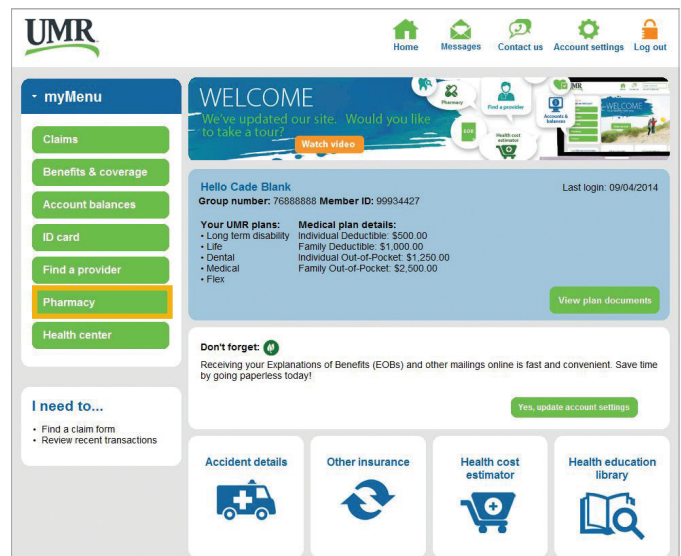 UMR
Home
Messages
Contact us
Account settings
Log out
myMenu
Claims
Benefits & coverage
Account balances
ID card
Find a provider
Pharmacy
Health center
I need to...
• Find a claim form
• Review recent transactions
WELCOME
We've updated our site. Would you like
to take a tour?
Watch video
Pharmacy
Find a provider
EOB
Health cost
estimator
Accounts &
balances
UMR
WELCOME
Hello Cade Blank
Last login: 09/04/2014
Group number: 76888888 Member ID: 99934427
Your UMR plans:
• Long term disability
• Life
• Dental
• Medical
• Flex
Medical plan details:
Individual Deductible: $500.00
Family Deductible: $1,000.00
Individual Out-of-Pocket: $1,250.00
Family Out-of-Pocket: $2,500.00
View plan documents
Don't forget:
Receiving your Explanations of Benefits (EOBs) and other mailings online is fast and convenient. Save time
by going paperless today!
Yes, update account settings
Accident details
Other insurance
Health cost
estimator
Health education
library